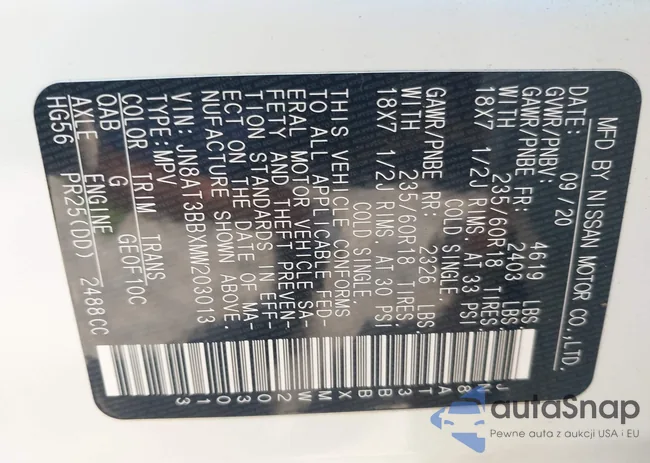 MFD BY NISSAN MOTOR CO.,LTD.
DATE: 09/20
GVWR/PNBV: 4619 LBS
GAWR/PNBE FR: 2403 LBS
WITH 235/60R18 TIRES,
18X7 1/2J RIMS. AT 33 PSI
COLD SINGLE,
GAWR/PNBE RR: 2326 LBS
WITH 235/60R18 TIRES,
18X7 1/2J RIMS. AT 30 PSI
COLD SINGLE.
THIS VEHICLE CONFORMS
TO ALL APPLICABLE FED-
ERAL MOTOR VEHICLE SA-
FETY AND THEFT PREVEN-
TION STANDARDS IN EFF-
ECT ON THE DATE OF MA-
NUFACTURE SHOWN ABOVE.
VIN: JN8AT3BBXMW203013
TYPE: MPV
COLOR TRIM TRANS
QAB G GEOF10C
AXLE ENGINE
HG56 PR25(DD) 2488CC
JN8AT3BBXMW203013
autaSnap
Pewne auta z aukcji USA i EU